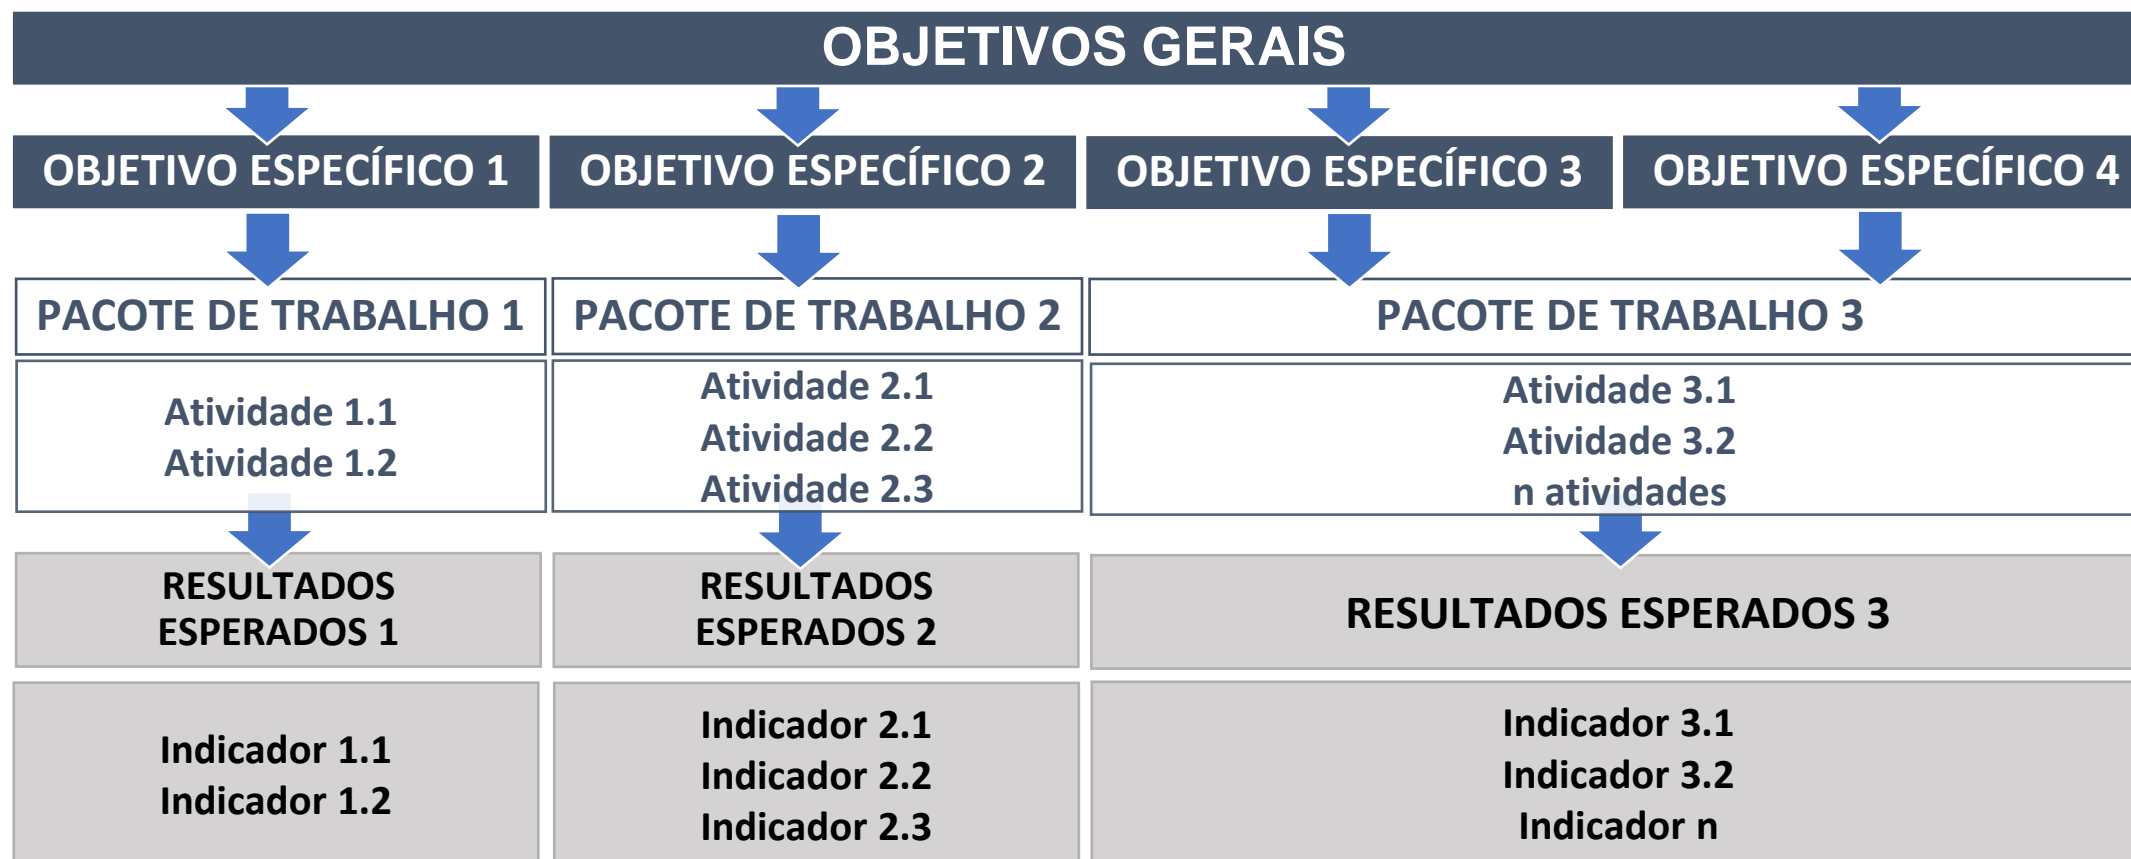 OBJETIVOS GERAIS
OBJETIVO ESPECÍFICO 1
OBJETIVO ESPECÍFICO 2
OBJETIVO ESPECÍFICO 3
OBJETIVO ESPECÍFICO 4
PACOTE DE TRABALHO 1
PACOTE DE TRABALHO 2
PACOTE DE TRABALHO 3
Atividade 1.1
Atividade 1.2
Atividade 2.1
Atividade 2.2
Atividade 2.3
Atividade 3.1
Atividade 3.2
n atividades
RESULTADOS
ESPERADOS 1
RESULTADOS
ESPERADOS 2
RESULTADOS ESPERADOS 3
Indicador 1.1
Indicador 1.2
Indicador 2.1
Indicador 2.2
Indicador 2.3
Indicador 3.1
Indicador 3.2
Indicador n